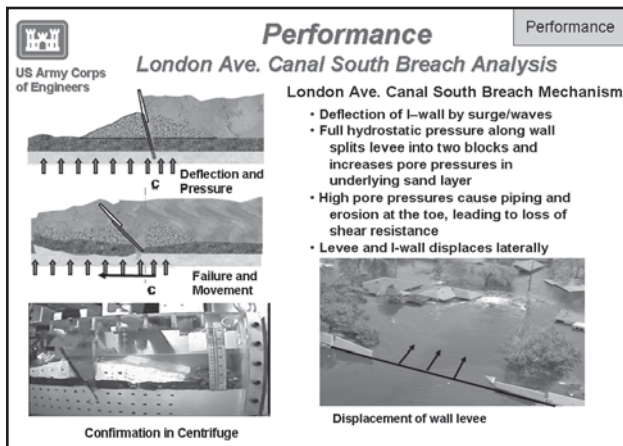 Performance
Performance
London Ave. Canal South Breach Analysis
US Army Corps
of Engineers
Deflection and
Pressure
C
Failure and
Movement
C
Confirmation in Centrifuge
London Ave. Canal South Breach Mechanism
• Deflection of I–wall by surge/waves
• Full hydrostatic pressure along wall
splits levee into two blocks and
increases pore pressures in
underlying sand layer
• High pore pressures cause piping and
erosion at the toe, leading to loss of
shear resistance
• Levee and I-wall displaces laterally
Displacement of wall levee